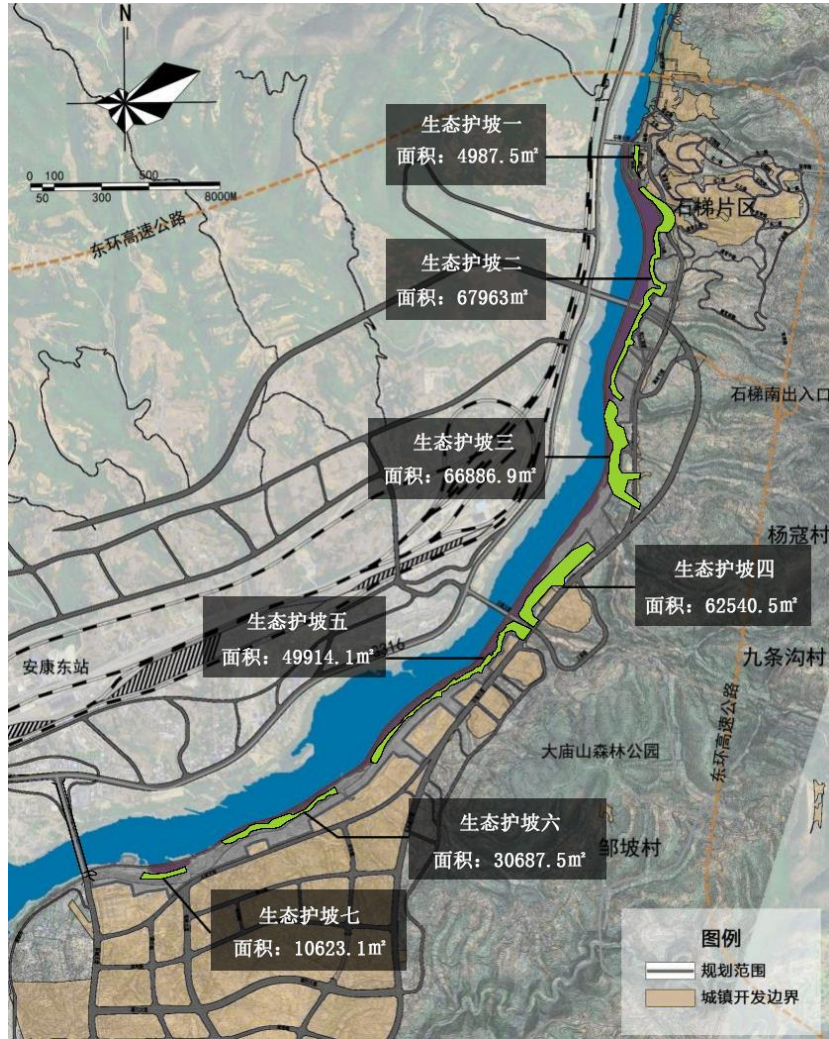 N
0 100 500
50 300 8000M
东环高速公路
生态护坡一
面积：4987.5㎡
石梯片区
生态护坡二
面积：67963㎡
石梯南出入口
生态护坡三
面积：66886.9㎡
杨寇村
生态护坡四
面积：62540.5㎡
生态护坡五
面积：49914.1㎡
316
安康东站
九条沟村
东环高速公路
大庙山森林公园
生态护坡六
面积：30687.5㎡
邹坡村
生态护坡七
面积：10623.1㎡
图例
规划范围
城镇开发边界